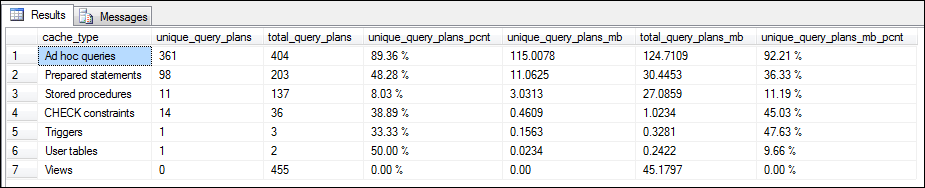 Results Messages
cache_type unique_query_plans total_query_plans unique_query_plans_pcnt unique_query_plans_mb total_query_plans_mb unique_query_plans_mb_pcnt
1 Ad hoc queries 361 404 89.36 % 115.0078 124.7109 92.21 %
2 Prepared statements 98 203 48.28 % 11.0625 30.4453 36.33 %
3 Stored procedures 11 137 8.03 % 3.0313 27.0859 11.19 %
4 CHECK constraints 14 36 38.89 % 0.4609 1.0234 45.03 %
5 Triggers 1 3 33.33 % 0.1563 0.3281 47.63 %
6 User tables 1 2 50.00 % 0.0234 0.2422 9.66 %
7 Views 0 455 0.00 % 0.00 45.1797 0.00 %